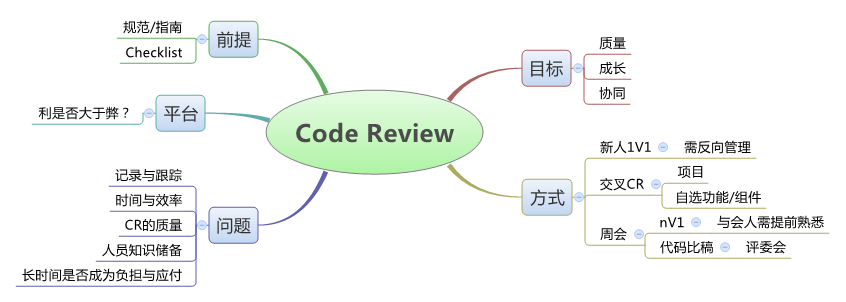 Code Review
前提
规范/指南
Checklist
平台
利是否大于弊？
问题
记录与跟踪
时间与效率
CR的质量
人员知识储备
长时间是否成为负担与应付
目标
质量
成长
协同
方式
新人1V1
需反向管理
交叉CR
项目
自选功能/组件
周会
nV1
与会人需提前熟悉
代码比稿
评委会